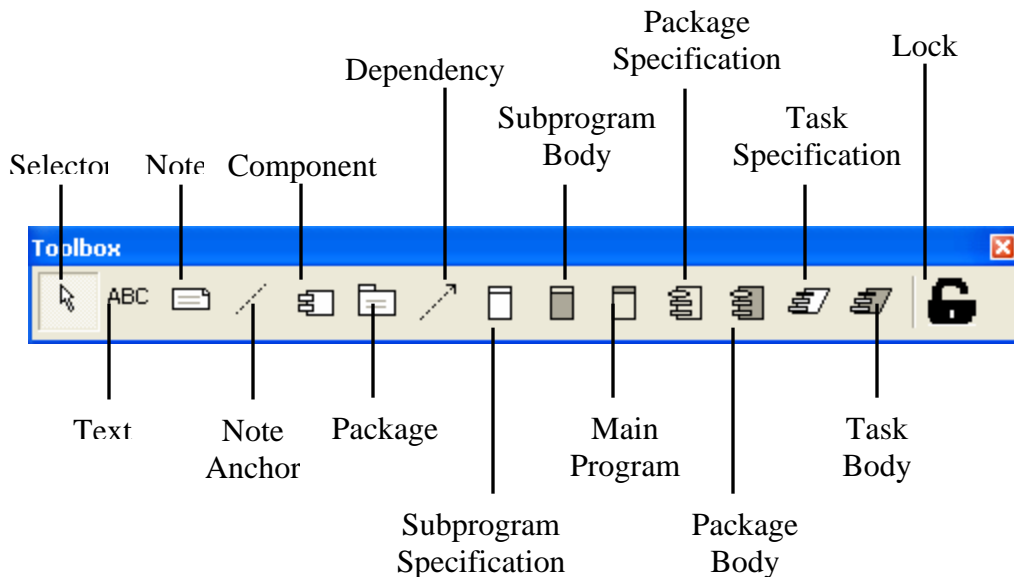 Package
Specification
Lock
Dependency
Subprogram
Body
Task
Specification
Selector
Note
Component
Toolbox
ABC
Text
Note
Anchor
Package
Main
Program
Task
Body
Subprogram
Specification
Package
Body